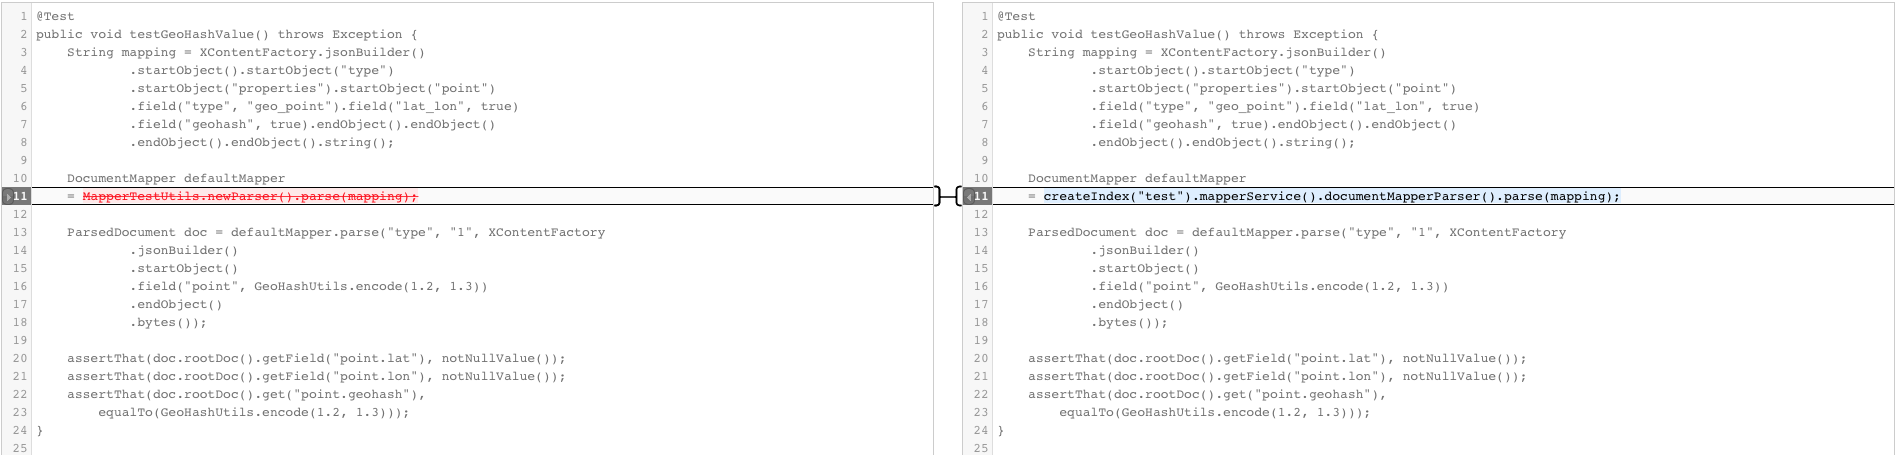 1 @Test
2 public void testGeoHashValue() throws Exception {
3     String mapping = XContentFactory.jsonBuilder()
4             .startObject().startObject("type")
5             .startObject("properties").startObject("point")
6             .field("type", "geo_point").field("lat_lon", true)
7             .field("geohash", true).endObject().endObject()
8             .endObject().endObject().string();
9
10     DocumentMapper defaultMapper
11     = MapperTestUtils.newParser().parse(mapping);
12
13     ParsedDocument doc = defaultMapper.parse("type", "1", XContentFactory
14             .jsonBuilder()
15             .startObject()
16             .field("point", GeoHashUtils.encode(1.2, 1.3))
17             .endObject()
18             .bytes());
19
20     assertThat(doc.rootDoc().getField("point.lat"), notNullValue());
21     assertThat(doc.rootDoc().getField("point.lon"), notNullValue());
22     assertThat(doc.rootDoc().get("point.geohash"),
23         equalTo(GeoHashUtils.encode(1.2, 1.3)));
24 }
25
1 @Test
2 public void testGeoHashValue() throws Exception {
3     String mapping = XContentFactory.jsonBuilder()
4             .startObject().startObject("type")
5             .startObject("properties").startObject("point")
6             .field("type", "geo_point").field("lat_lon", true)
7             .field("geohash", true).endObject().endObject()
8             .endObject().endObject().string();
9
10     DocumentMapper defaultMapper
11     = createIndex("test").mapperService().documentMapperParser().parse(mapping);
12
13     ParsedDocument doc = defaultMapper.parse("type", "1", XContentFactory
14             .jsonBuilder()
15             .startObject()
16             .field("point", GeoHashUtils.encode(1.2, 1.3))
17             .endObject()
18             .bytes());
19
20     assertThat(doc.rootDoc().getField("point.lat"), notNullValue());
21     assertThat(doc.rootDoc().getField("point.lon"), notNullValue());
22     assertThat(doc.rootDoc().get("point.geohash"),
23         equalTo(GeoHashUtils.encode(1.2, 1.3)));
24 }
25